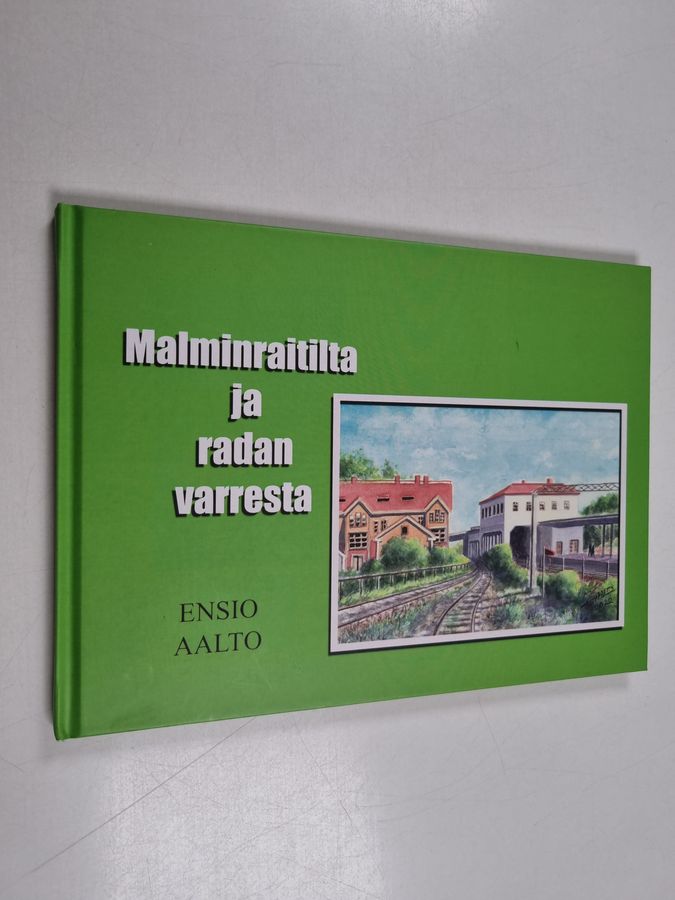 Malminraitilta
ja
radan
varresta
ENSIO
AALTO